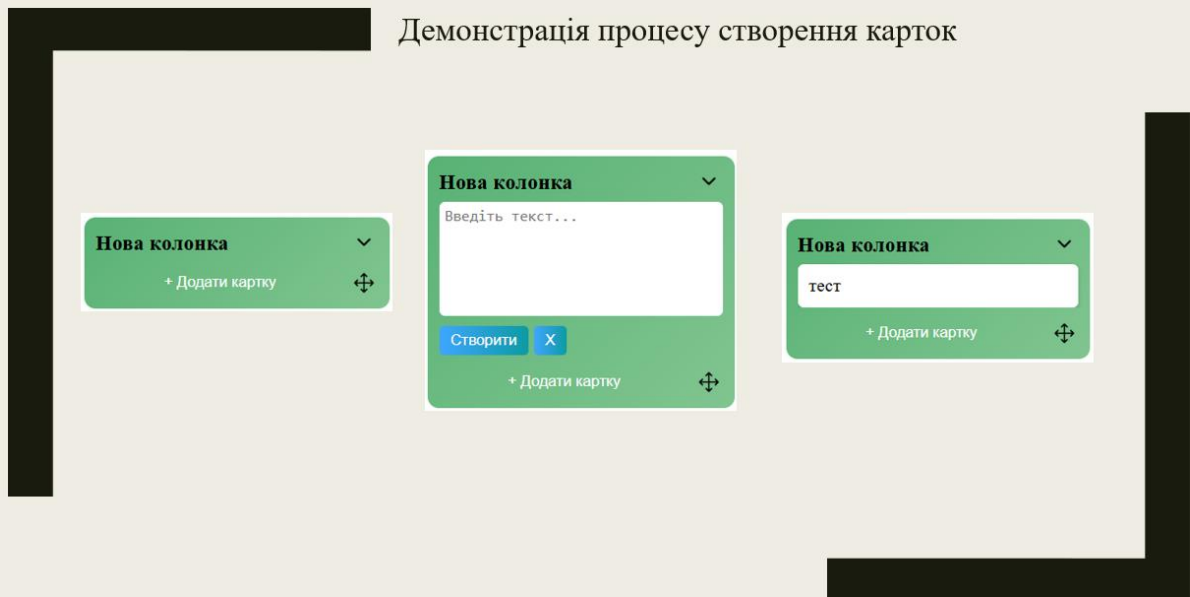 Демонстрація процесу створення карток
Нова колонка
+ Додати картку
Нова колонка
Введіть текст...
Створити X
+ Додати картку
Нова колонка
тест
+ Додати картку